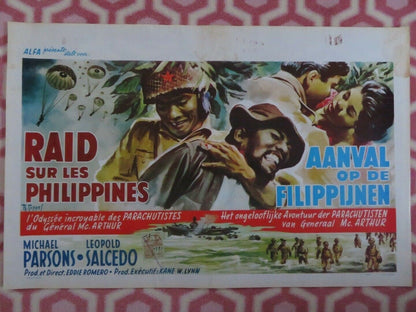 ALFA présente
RAID
SUR LES
PHILIPPINES
AANVAL
OP DE
FILIPPIJNEN
l'Odyssée incroyable des PARACHUTISTES
du Général Mc. ARTHUR
Het ongelooflijke Avontuur der PARACHUTISTEN
van Generaal Mc. ARTHUR
MICHAEL PARSONS • LEOPOLD SALCEDO
Prod. et Direct: EDDIE ROMERO - Prod. Exécutif: KANE W. LYNN